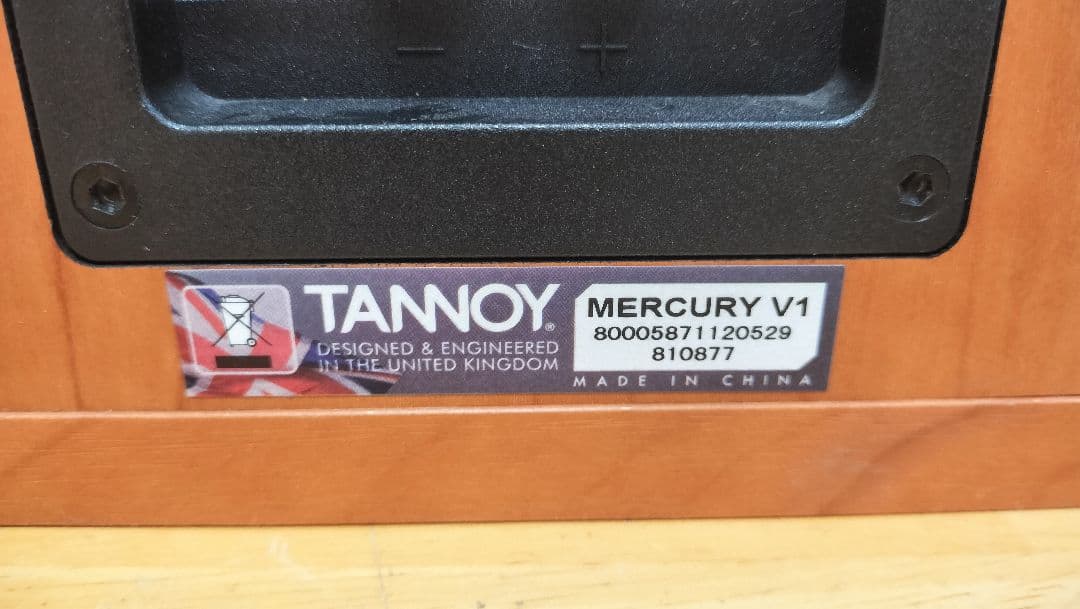 − +
TANNOY®
DESIGNED & ENGINEERED
IN THE UNITED KINGDOM
MERCURY V1
80005871120529
810877
MADE IN CHINA